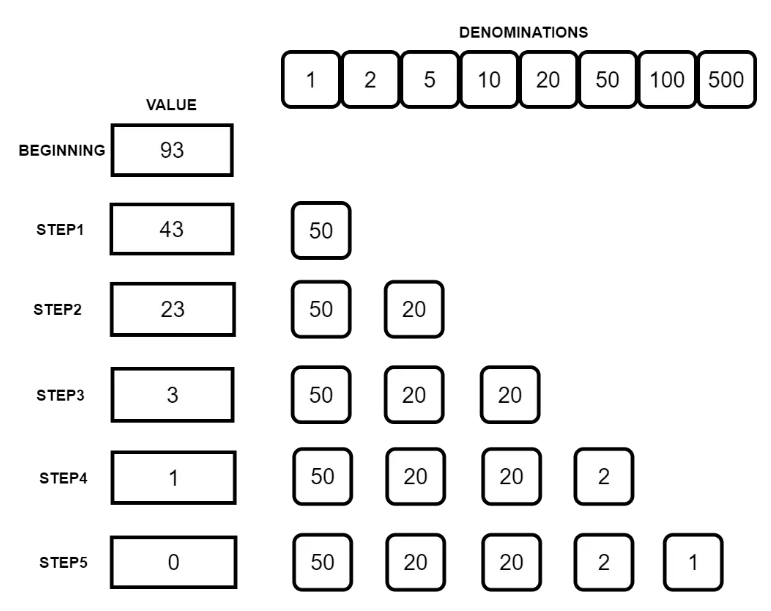 DENOMINATIONS
1 2 5 10 20 50 100 500
VALUE
BEGINNING 93
STEP1 43 50
STEP2 23 50 20
STEP3 3 50 20 20
STEP4 1 50 20 20 2
STEP5 0 50 20 20 2 1